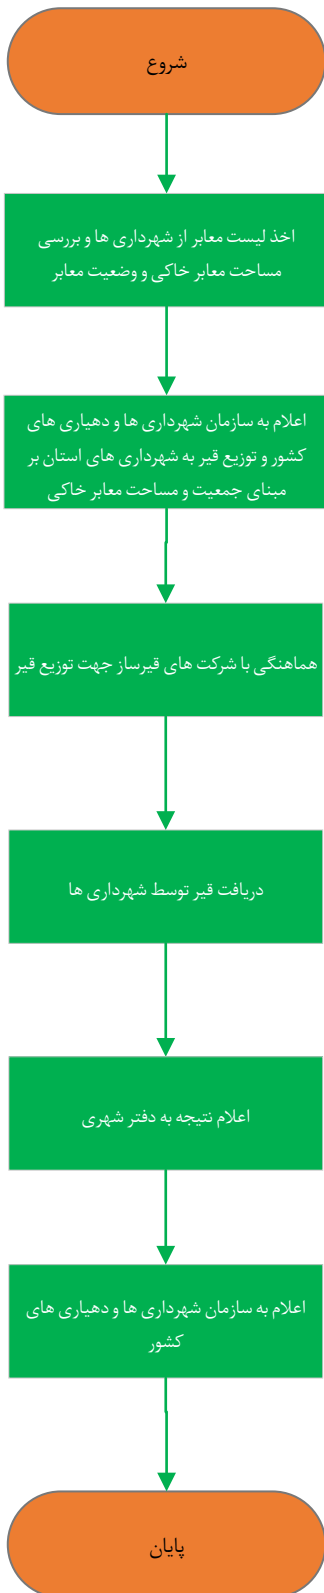 شروع
اخذ لیست معابر از شهرداری ها و بررسی
مساحت معابر خاکی و وضعیت معابر
اعلام به سازمان شهرداری ها و دهیاری های
کشور و توزیع قیر به شهرداری های استان بر
مبنای جمعیت و مساحت معابر خاکی
هماهنگی با شرکت های قیرساز جهت توزیع قیر
دریافت قیر توسط شهرداری ها
اعلام نتیجه به دفتر شهری
اعلام به سازمان شهرداری ها و دهیاری های
کشور
پایان